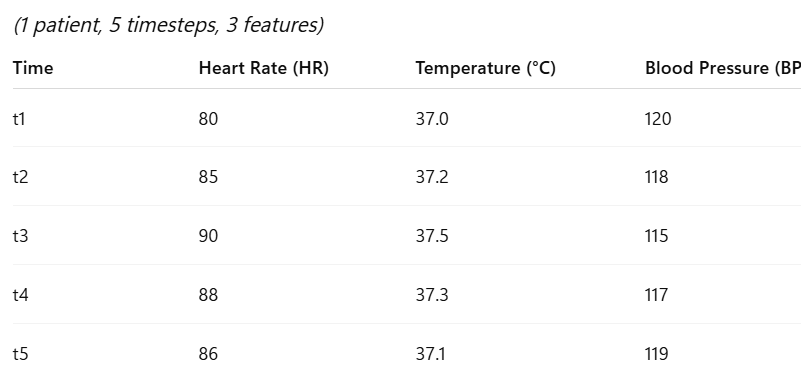 (1 patient, 5 timesteps, 3 features)
Time Heart Rate (HR) Temperature (°C) Blood Pressure (BP
t1 80 37.0 120
t2 85 37.2 118
t3 90 37.5 115
t4 88 37.3 117
t5 86 37.1 119